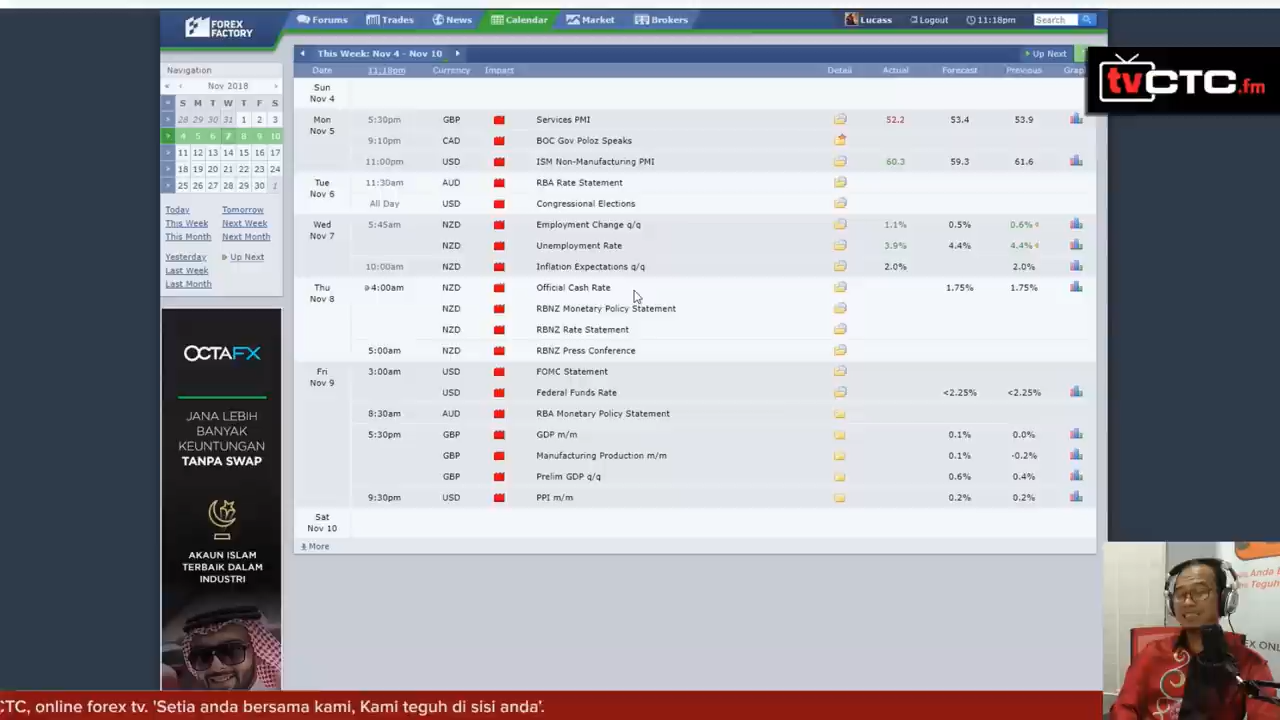 FOREX
FACTORY
Forums Trades News Calendar Market Brokers Lucass Logout 11:18pm Search
This Week: Nov 4 - Nov 10 Up Next
Date 11:18pm Currency Impact Detail Actual Forecast Previous Grap
Sun
Nov 4
Mon
Nov 5
5:30pm GBP Services PMI 52.2 53.4 53.9
9:10pm CAD BOC Gov Poloz Speaks
11:00pm USD ISM Non-Manufacturing PMI 60.3 59.3 61.6
Tue
Nov 6
11:30am AUD RBA Rate Statement
All Day USD Congressional Elections
Wed
Nov 7
5:45am NZD Employment Change q/q 1.1% 0.5% 0.6%
NZD Unemployment Rate 3.9% 4.4% 4.4%
10:00am NZD Inflation Expectations q/q 2.0% 2.0%
Thu
Nov 8
4:00am NZD Official Cash Rate 1.75% 1.75%
NZD RBNZ Monetary Policy Statement
NZD RBNZ Rate Statement
5:00am NZD RBNZ Press Conference
Fri
Nov 9
3:00am USD FOMC Statement
USD Federal Funds Rate <2.25% <2.25%
8:30am AUD RBA Monetary Policy Statement
5:30pm GBP GDP m/m 0.1% 0.0%
GBP Manufacturing Production m/m 0.1% -0.2%
GBP Prelim GDP q/q 0.6% 0.4%
9:30pm USD PPI m/m 0.2% 0.2%
Sat
Nov 10
More
Navigation
Nov 2018
S M T W T F S
28 29 30 31 1 2 3
4 5 6 7 8 9 10
11 12 13 14 15 16 17
18 19 20 21 22 23 24
25 26 27 28 29 30 1
Today Tomorrow
This Week Next Week
This Month Next Month
Yesterday Up Next
Last Week
Last Month
OCTAFX
JANA LEBIH
BANYAK
KEUNTUNGAN
TANPA SWAP
AKAUN ISLAM
TERBAIK DALAM
INDUSTRI
tvCTC.fm
Anda
Teguh
EX ONL
CTC, online forex tv. 'Setia anda bersama kami, Kami teguh di sisi anda'.